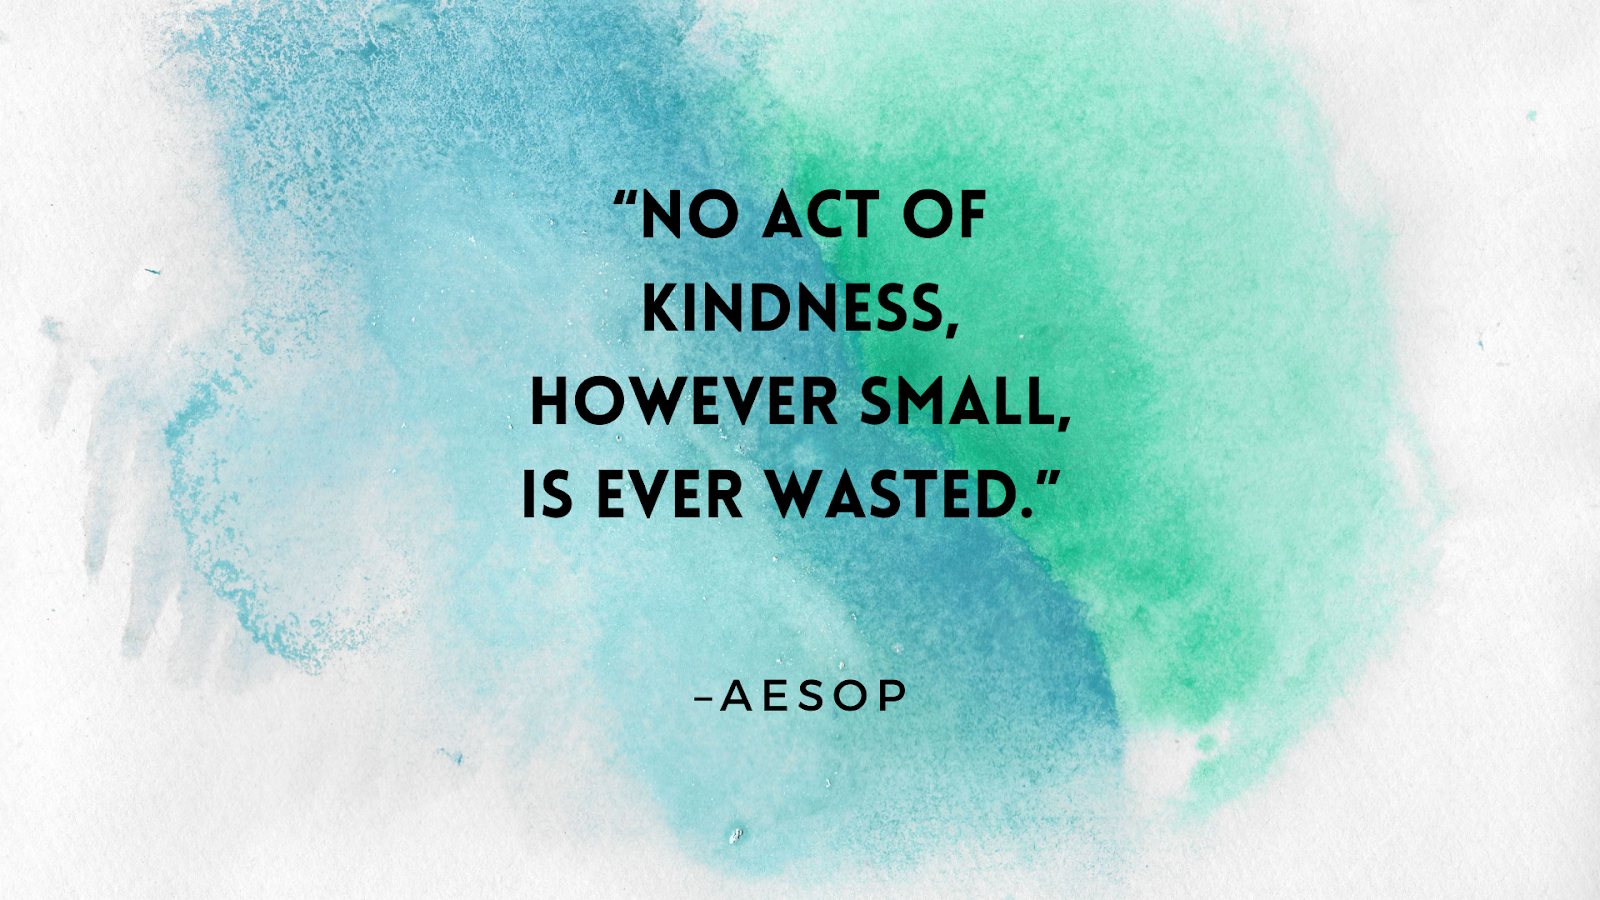 “NO ACT OF
KINDNESS,
HOWEVER SMALL,
IS EVER WASTED.”
–AESOP